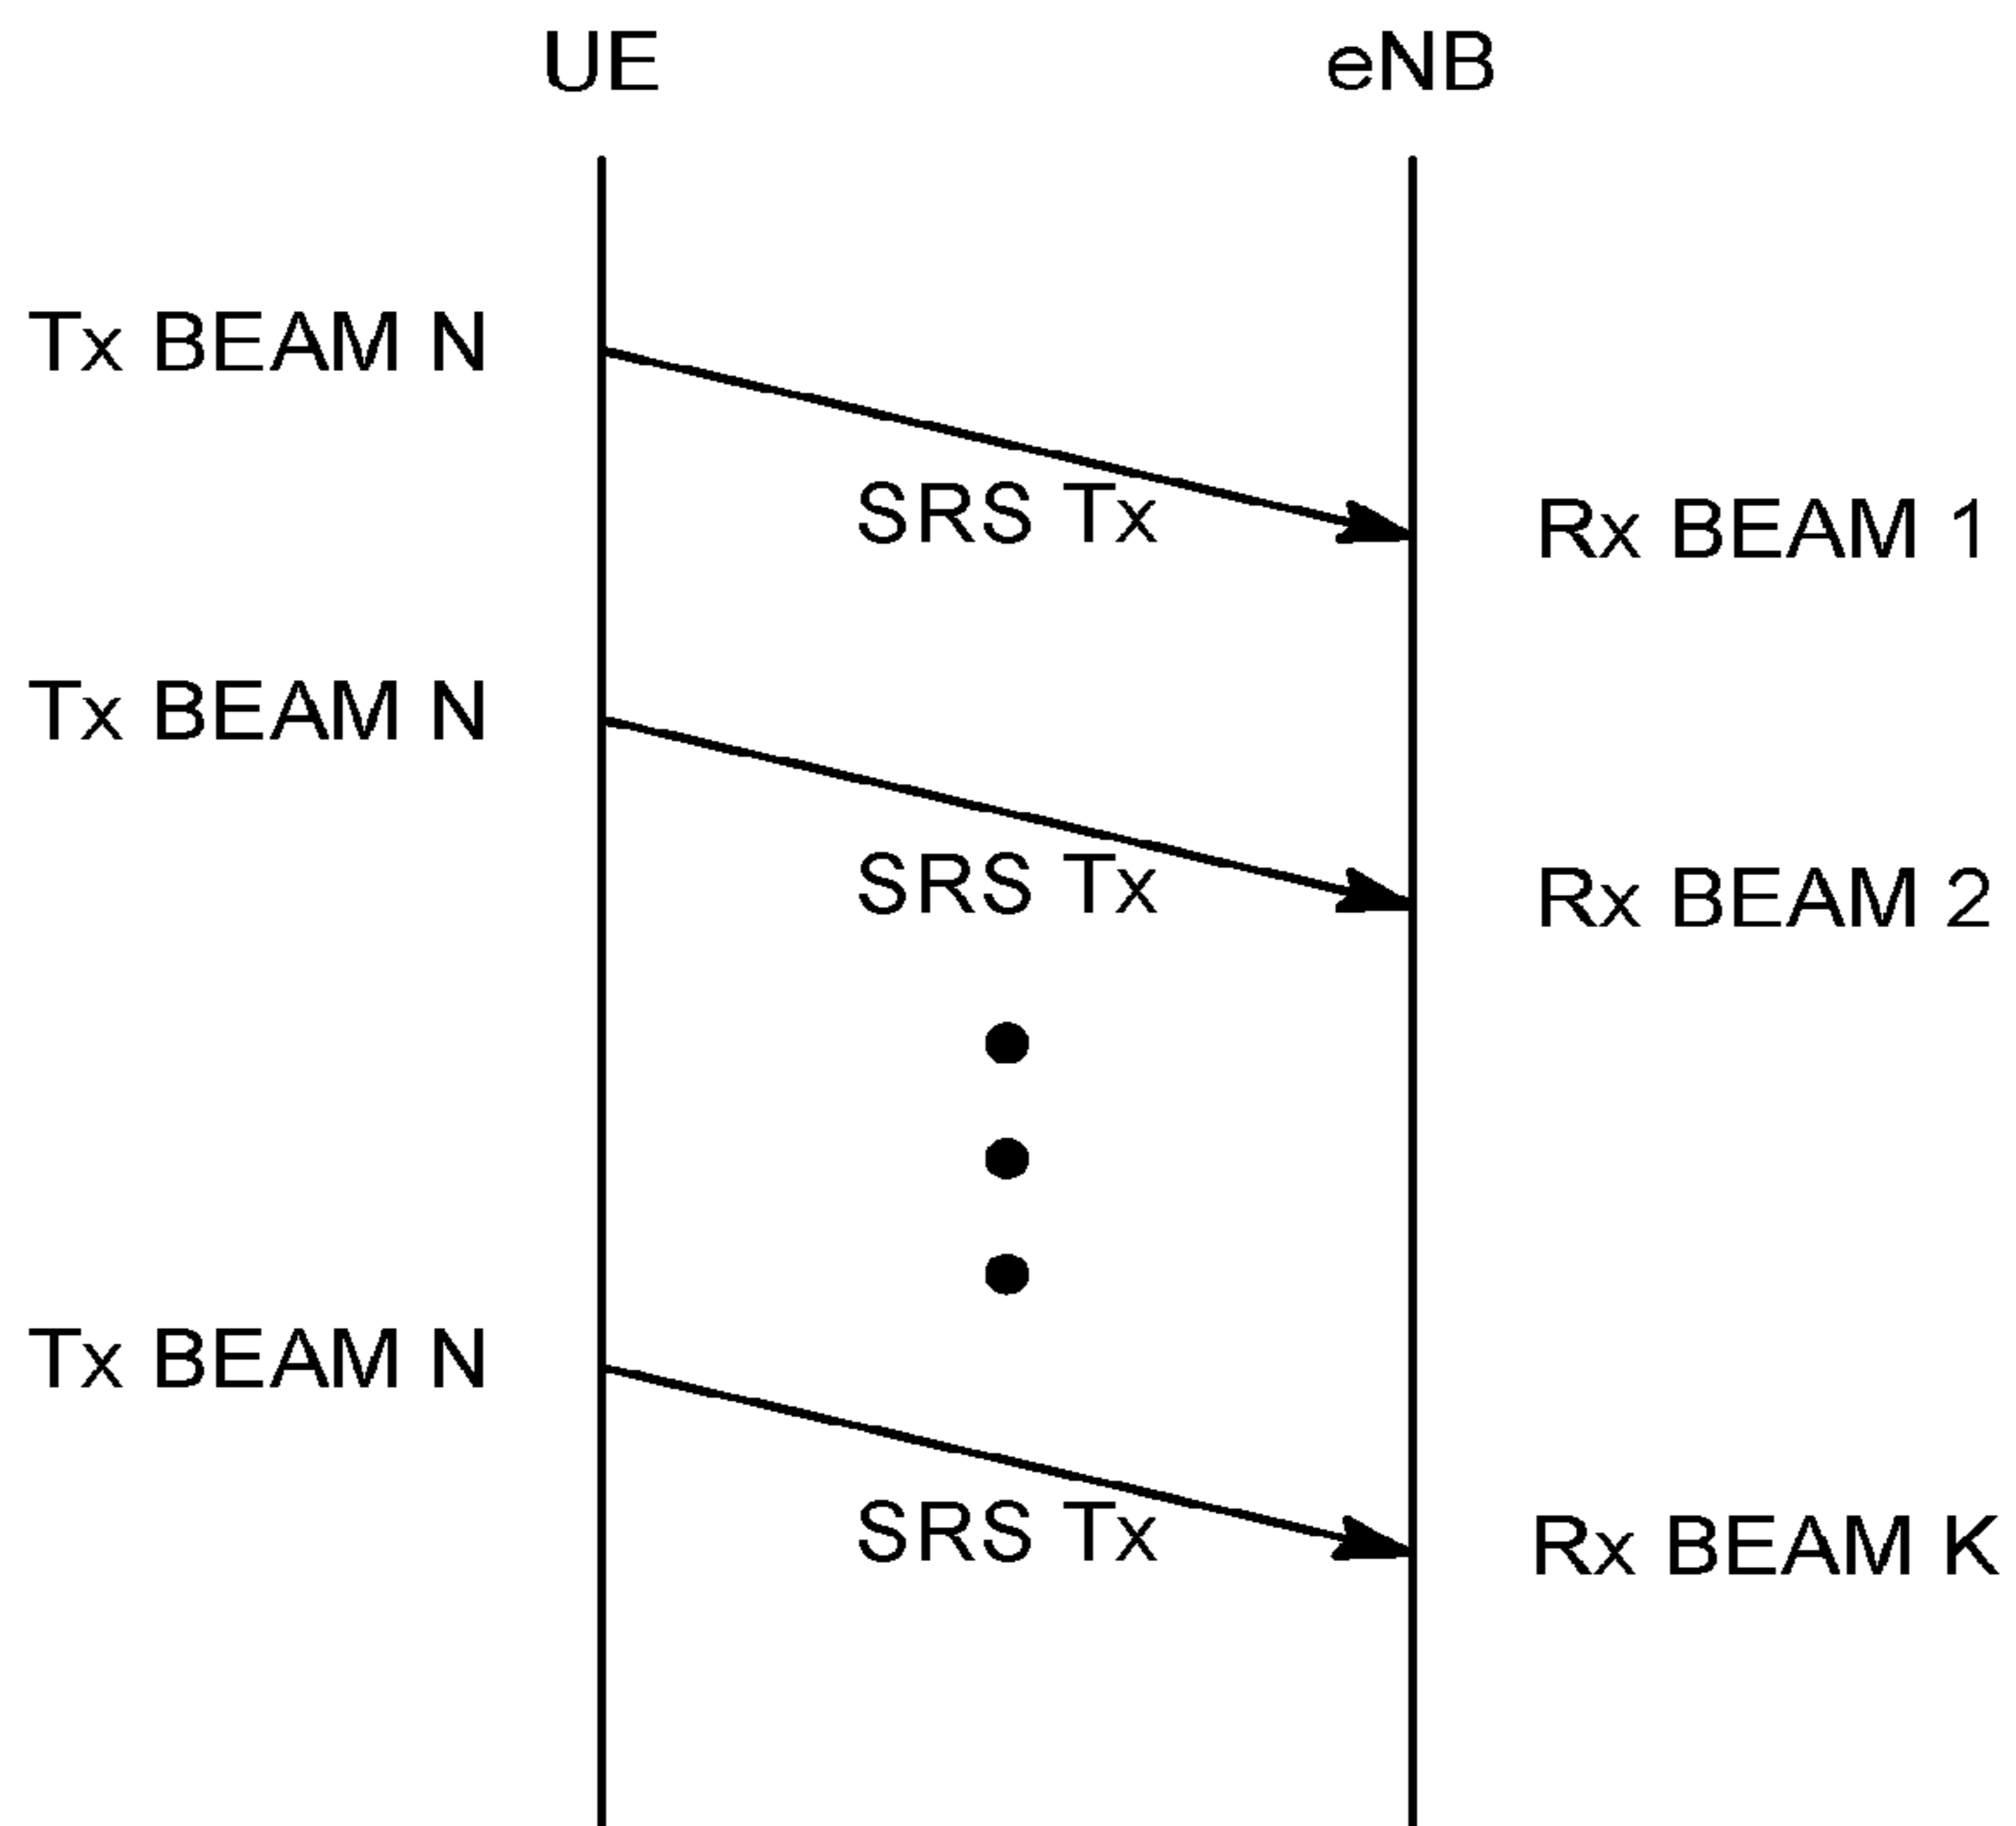 UE
eNB
Tx BEAM N
SRS Tx
Rx BEAM 1
Tx BEAM N
SRS Tx
Rx BEAM 2
Tx BEAM N
SRS Tx
Rx BEAM K